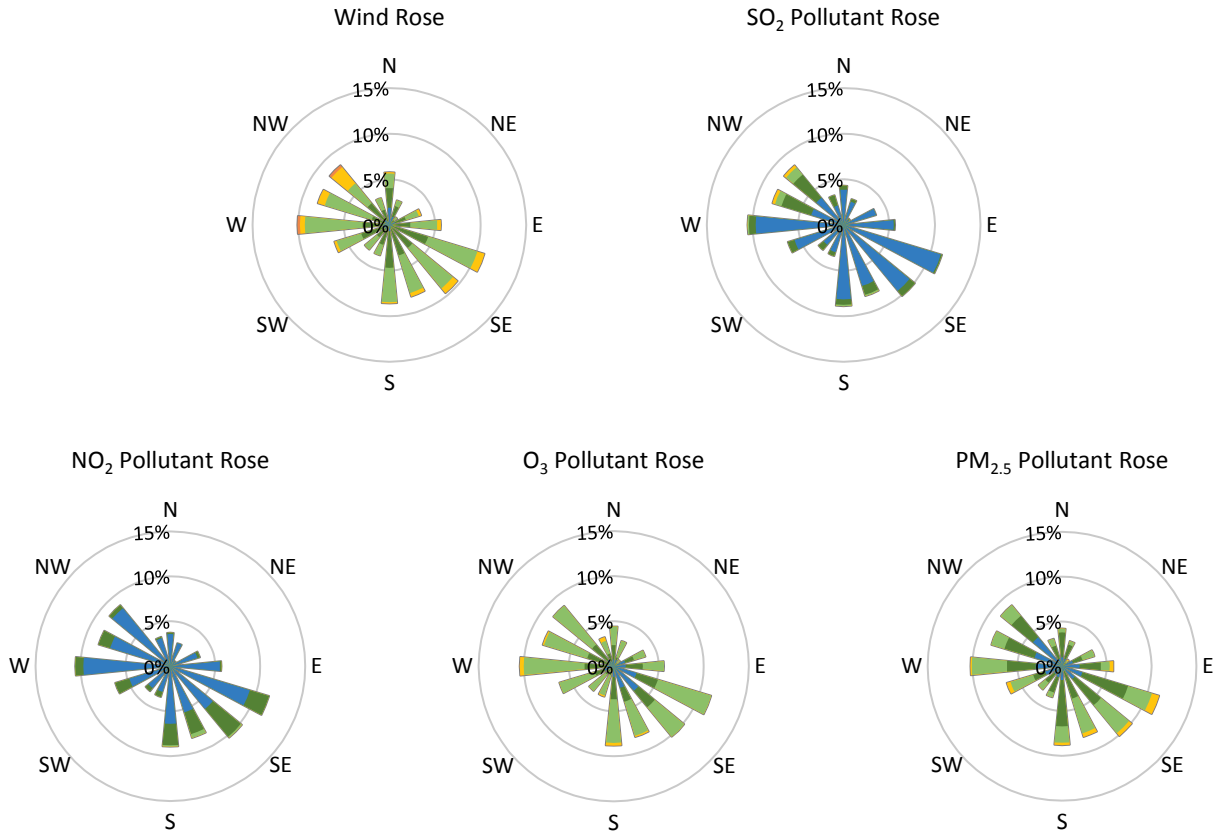 Wind Rose
N
NW
NE
15%
10%
5%
0%
W
E
SW
SE
S
SO₂ Pollutant Rose
N
NW
NE
15%
10%
5%
0%
W
E
SW
SE
S
NO₂ Pollutant Rose
N
NW
NE
15%
10%
5%
0%
W
E
SW
SE
S
O₃ Pollutant Rose
N
NW
NE
15%
10%
5%
0%
W
E
SW
SE
S
PM₂.₅ Pollutant Rose
N
NW
NE
15%
10%
5%
0%
W
E
SW
SE
S